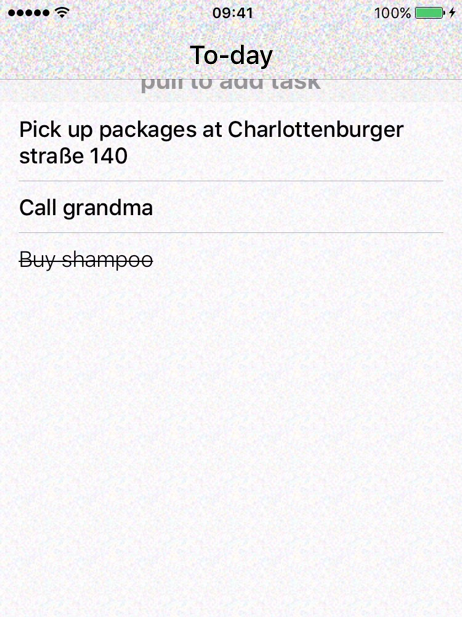 09:41
100%
To-day
pull to add task
Pick up packages at Charlottenburger
straße 140
Call grandma
Buy shampoo